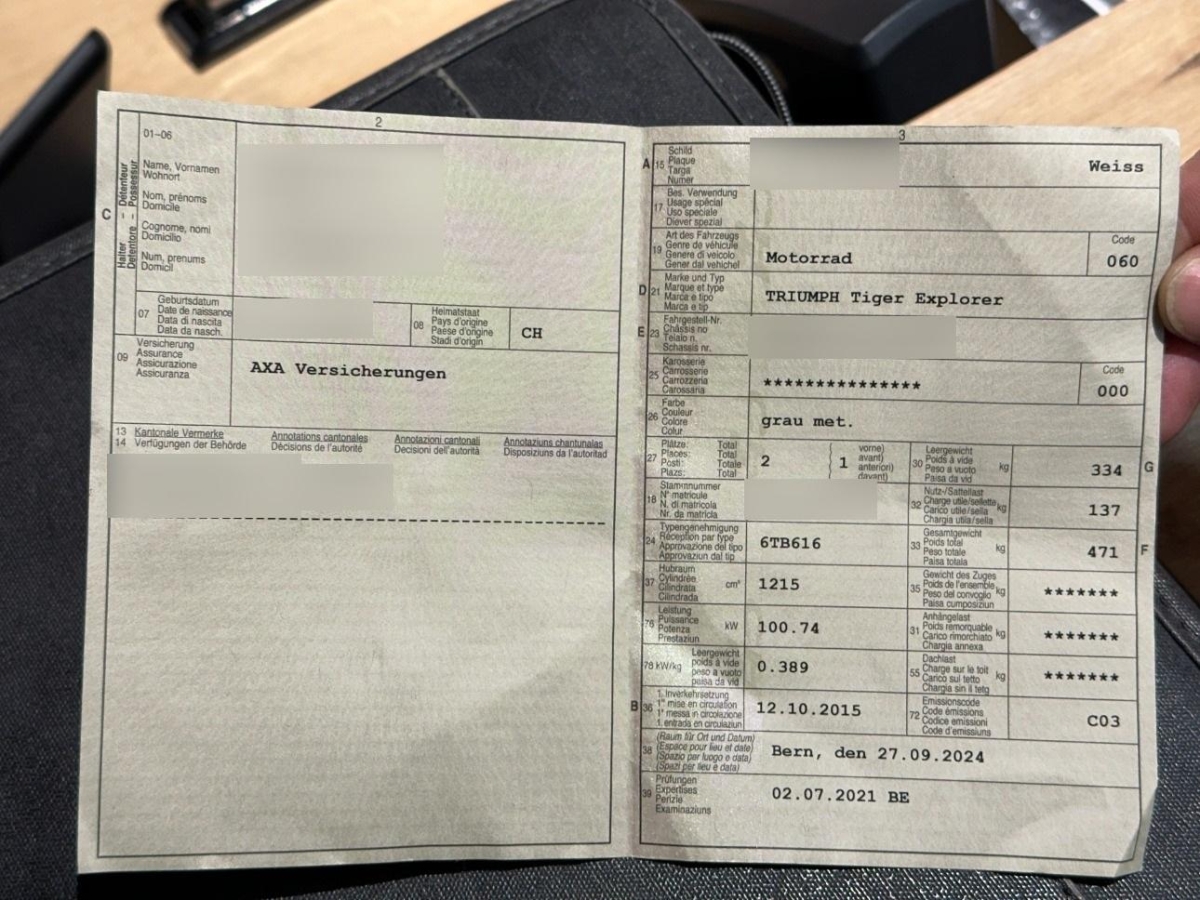 2
01-06
Halter – Détenteur
Detentore – Possessur
Name, Vornamen
Wohnort
Nom, prénoms
Domicile
C
Cognome, nomi
Domicilio
Num, prenums
Domicil
07
Geburtsdatum
Date de naissance
Data di nascita
Data da nasch.
08
Heimatstaat
Pays d'origine
Paese d'origine
Stadi d'origin
CH
09
Versicherung
Assurance
Assicurazione
Assicuranza
AXA Versicherungen
13 Kantonale Vermerke Annotations cantonales Annotazioni cantonali Annotaziuns chantunalas
14 Verfügungen der Behörde Décisions de l'autorité Decisioni dell'autorità Disposiziuns da l'autoritad
3
A 15
Schild
Plaque
Targa
Numer
Weiss
17
Bes. Verwendung
Usage spécial
Uso speciale
Diever spezial
19
Art des Fahrzeugs
Genre de véhicule
Genere di veicolo
Gener dal vehichel
Motorrad
Code
060
D 21
Marke und Typ
Marque et type
Marca e tipo
Marca e tip
TRIUMPH Tiger Explorer
E 23
Fahrgestell-Nr.
Châssis no
Telaio n.
Schassis nr.
25
Karosserie
Carrosserie
Carrozzeria
Carossaria
***************
Code
000
26
Farbe
Couleur
Colore
Colur
grau met.
27
Plätze: Total
Places: Total
Posti: Totale
Plazs: Total
2
1
vorne)
avant)
anteriori)
davant)
30
Leergewicht
Poids à vide
Peso a vuoto
Paisa da vid
kg
334
G
18
Stammnummer
N° matricule
N. di matricola
Nr. da matricla
32
Nutz-/Sattellast
Charge utile/sellette
Carico utile/sella
Chargia utila/sella
kg
137
24
Typengenehmigung
Réception par type
Approvazione del tipo
Approvaziun dal tip
6TB616
33
Gesamtgewicht
Poids total
Peso totale
Paisa totala
kg
471
F
37
Hubraum
Cylindrée
Cilindrata
Cilindrada
cm³
1215
35
Gewicht des Zuges
Poids de l'ensemble
Peso del convoglio
Paisa cumposiziun
kg
*******
76
Leistung
Puissance
Potenza
Prestaziun
kW
100.74
31
Anhängelast
Poids remorquable
Carico rimorchiato
Chargia annexa
kg
*******
78 kW/kg
Leergewicht
poids à vide
peso a vuoto
paisa da vid
0.389
55
Dachlast
Charge sur le toit
Carico sul tetto
Chargia sin il tetg
kg
*******
B 36
1. Inverkehrsetzung
1re mise en circulation
1a messa in circolazione
1. entrada en circulaziun
12.10.2015
72
Emissionscode
Code émissions
Codice emissioni
Code d'emissiuns
C03
38
(Raum für Ort und Datum)
(Espace pour lieu et date)
(Spazio per luogo e data)
(Spazi per lieu e data)
Bern, den 27.09.2024
39
Prüfungen
Expertises
Perizie
Examinaziuns
02.07.2021 BE